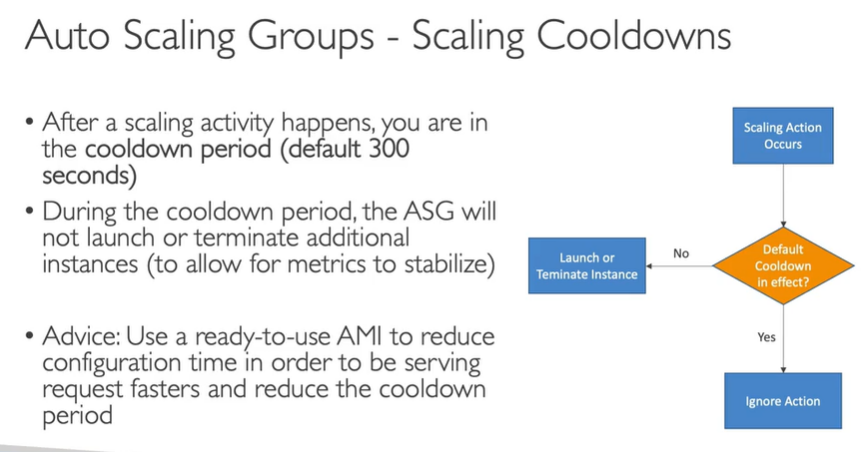 Auto Scaling Groups - Scaling Cooldowns
• After a scaling activity happens, you are in
the cooldown period (default 300
seconds)
• During the cooldown period, the ASG will
not launch or terminate additional
instances (to allow for metrics to stabilize)
• Advice: Use a ready-to-use AMI to reduce
configuration time in order to be serving
request fasters and reduce the cooldown
period
Scaling Action
Occurs
Default
Cooldown
in effect?
No
Launch or
Teminate Instance
Yes
Ignore Action